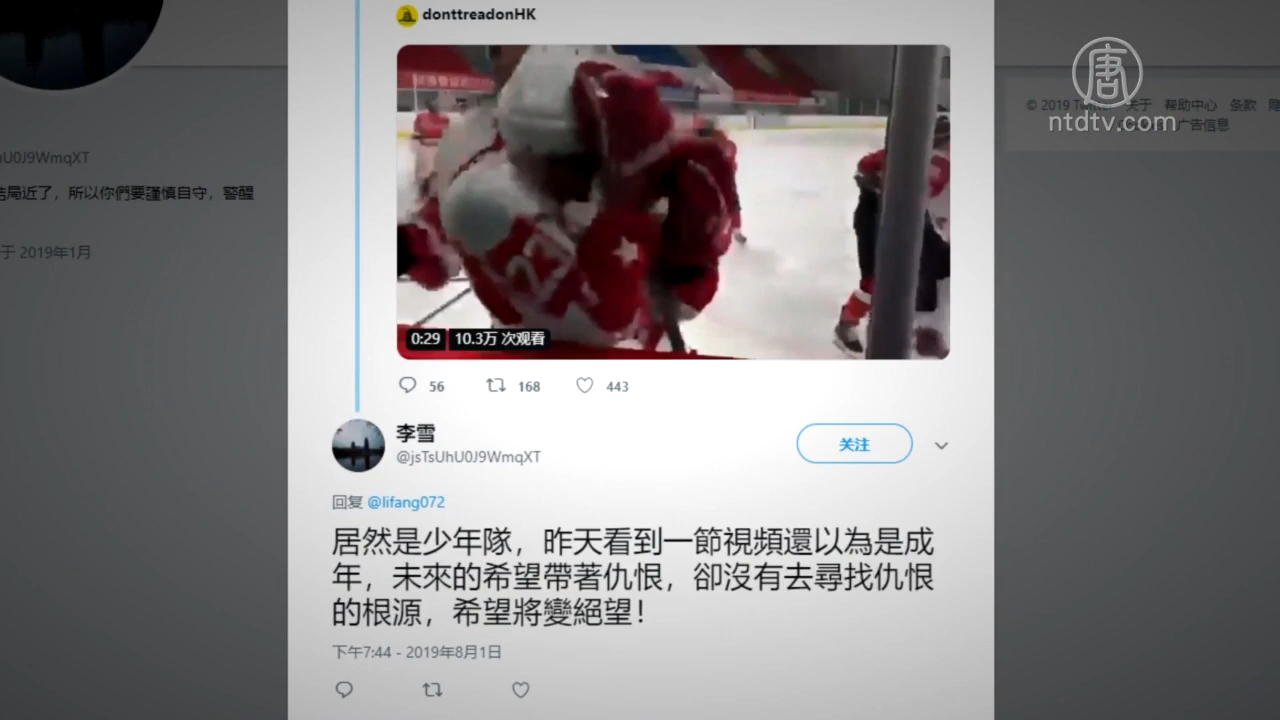 donttreadonHK
唐
ntdtv.com
© 2019 Tw 关于 帮助中心 条款
广告信息
23
0:29 10.3万 次观看
hU0J9WmqXT
局近了，所以你們要謹慎自守，警醒
于 2019年1月
56 168 443
李雪
@jsTsUhU0J9WmqXT
关注
回复 @lifang072
居然是少年隊，昨天看到一節視頻還以為是成
年，未來的希望帶著仇恨，卻沒有去尋找仇恨
的根源，希望將變絕望！
下午7:44 - 2019年8月1日